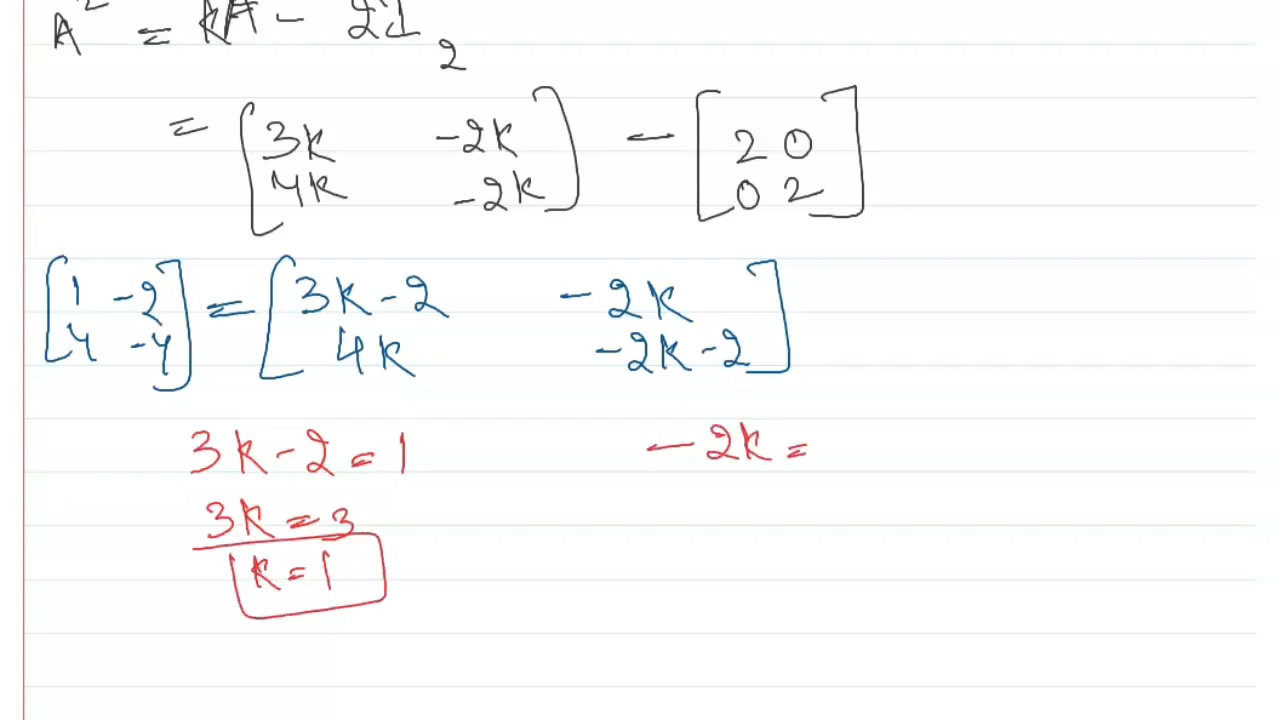 A² = kA - 2I₂
= [3k -2k
4k -2k] - [2 0
0 2]
[1 -2
4 -4] = [3k-2 -2k
4k -2k-2]
3k-2=1 -2k=
3k=3
k=1